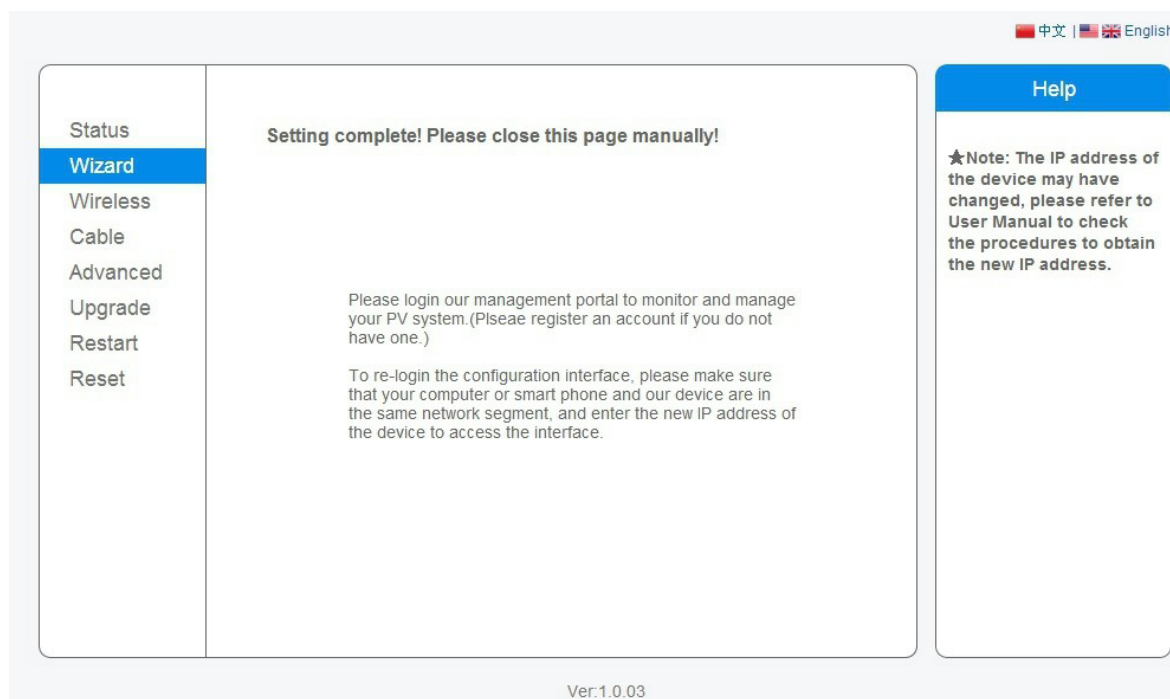 中文 | English
Status
Wizard
Wireless
Cable
Advanced
Upgrade
Restart
Reset
Setting complete! Please close this page manually!
Please login our management portal to monitor and manage
your PV system.(Plseae register an account if you do not
have one.)
To re-login the configuration interface, please make sure
that your computer or smart phone and our device are in
the same network segment, and enter the new IP address of
the device to access the interface.
Help
★Note: The IP address of
the device may have
changed, please refer to
User Manual to check
the procedures to obtain
the new IP address.
Ver:1.0.03